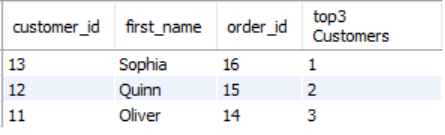 customer_id first_name order_id top3 Customers
13 Sophia 16 1
12 Quinn 15 2
11 Oliver 14 3